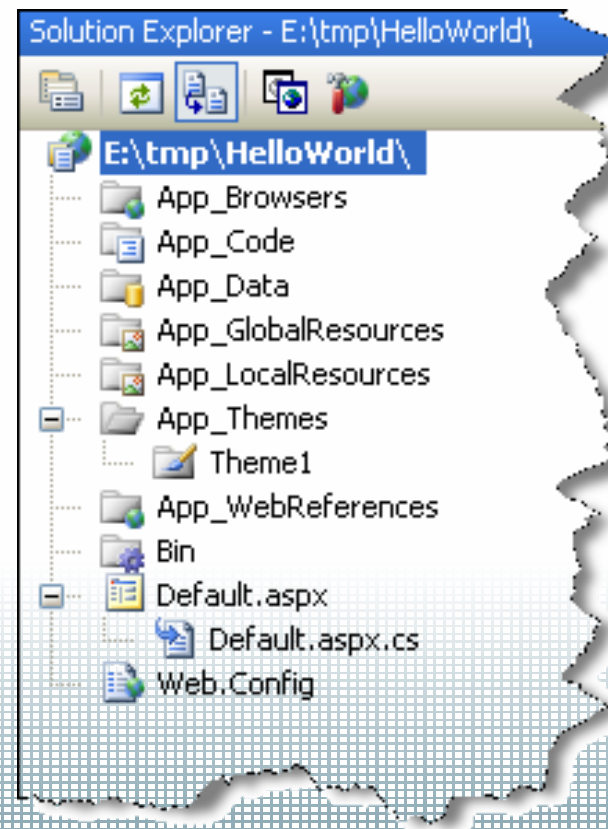 Solution Explorer - E:\tmp\HelloWorld\
E:\tmp\HelloWorld\
App_Browsers
App_Code
App_Data
App_GlobalResources
App_LocalResources
App_Themes
Theme1
App_WebReferences
Bin
Default.aspx
Default.aspx.cs
Web.Config